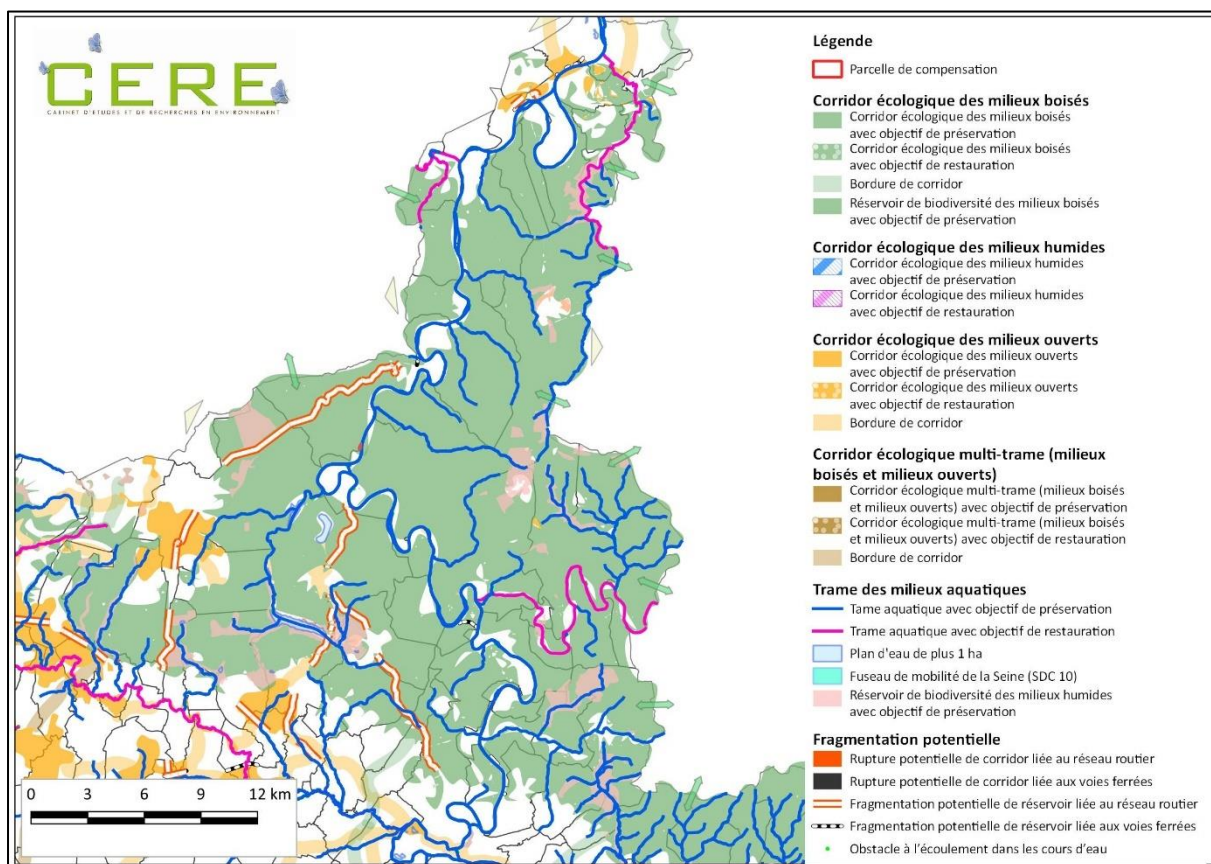 CERE
CABINET D'ÉTUDES ET DE RECHERCHES EN ENVIRONNEMENT
Légende
Parcelle de compensation
Corridor écologique des milieux boisés
Corridor écologique des milieux boisés
avec objectif de préservation
Corridor écologique des milieux boisés
avec objectif de restauration
Bordure de corridor
Réservoir de biodiversité des milieux boisés
avec objectif de préservation
Corridor écologique des milieux humides
Corridor écologique des milieux humides
avec objectif de préservation
Corridor écologique des milieux humides
avec objectif de restauration
Corridor écologique des milieux ouverts
Corridor écologique des milieux ouverts
avec objectif de préservation
Corridor écologique des milieux ouverts
avec objectif de restauration
Bordure de corridor
Corridor écologique multi-trame (milieux
boisés et milieux ouverts)
Corridor écologique multi-trame (milieux boisés
et milieux ouverts) avec objectif de préservation
Corridor écologique multi-trame (milieux boisés
et milieux ouverts) avec objectif de restauration
Bordure de corridor
Trame des milieux aquatiques
Tame aquatique avec objectif de préservation
Trame aquatique avec objectif de restauration
Plan d'eau de plus 1 ha
Fuseau de mobilité de la Seine (SDC 10)
Réservoir de biodiversité des milieux humides
avec objectif de préservation
Fragmentation potentielle
Rupture potentielle de corridor liée au réseau routier
Rupture potentielle de corridor liée aux voies ferrées
Fragmentation potentielle de réservoir liée au réseau routier
Fragmentation potentielle de réservoir liée aux voies ferrées
Obstacle à l'écoulement dans les cours d'eau
0 3 6 9 12 km